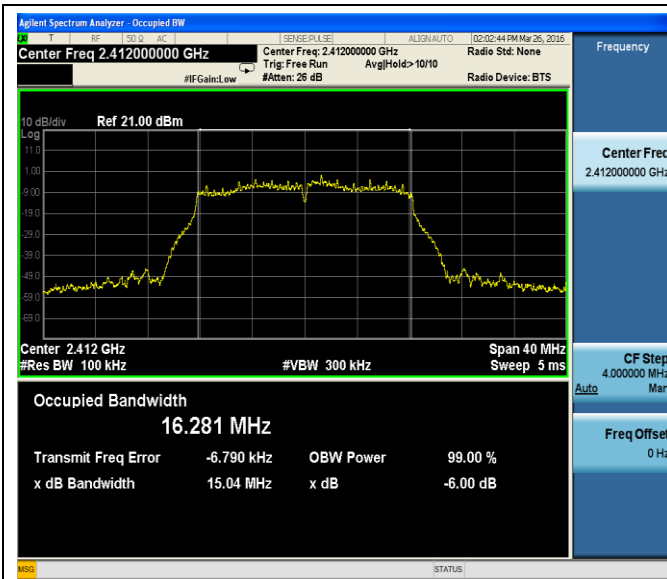 Agilent Spectrum Analyzer - Occupied BW
LXI T RF 50 Ω AC SENSE:PULSE ALIGNAUTO 02:02:44 PM Mar 26, 2016
Center Freq 2.412000000 GHz
Center Freq: 2.412000000 GHz
Radio Std: None
Trig: Free Run Avg|Hold:>10/10
#IFGain:Low #Atten: 26 dB Radio Device: BTS
Frequency
10 dB/div Ref 21.00 dBm
Log
11.0
1.00
-9.00
-19.0
-29.0
-39.0
-49.0
-59.0
-69.0
Center 2.412 GHz Span 40 MHz
#Res BW 100 kHz #VBW 300 kHz Sweep 5 ms
Center Freq
2.412000000 GHz
CF Step
4.000000 MHz
Auto Man
Freq Offset
0 Hz
Occupied Bandwidth
16.281 MHz
Transmit Freq Error -6.790 kHz OBW Power 99.00 %
x dB Bandwidth 15.04 MHz x dB -6.00 dB
MSG STATUS